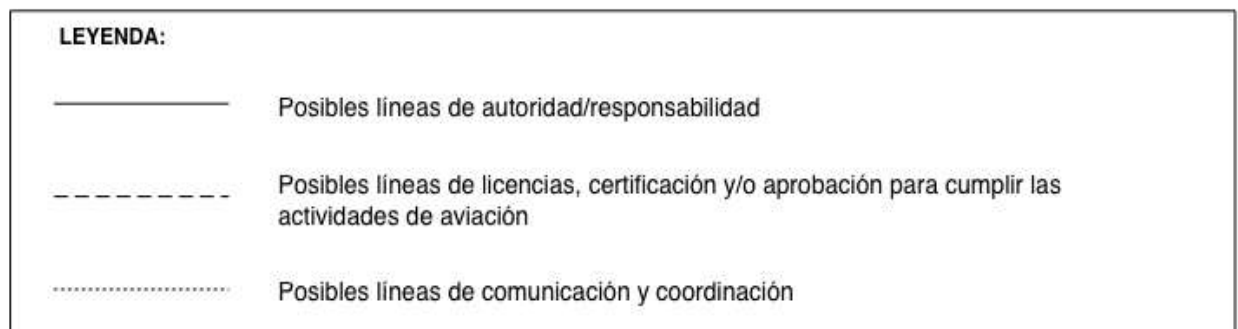 LEYENDA:
Posibles líneas de autoridad/responsabilidad
Posibles líneas de licencias, certificación y/o aprobación para cumplir las
actividades de aviación
Posibles líneas de comunicación y coordinación